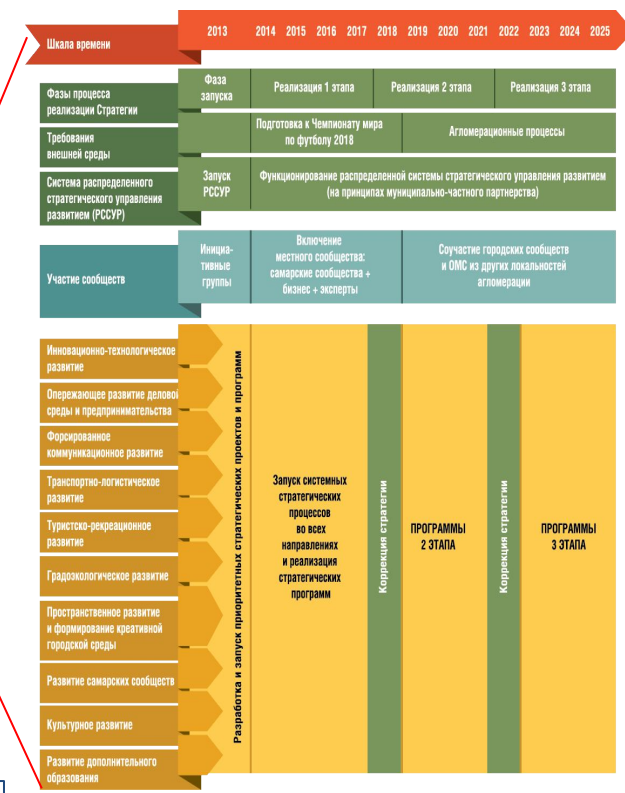 Шкала времени
2013 2014 2015 2016 2017 2018 2019 2020 2021 2022 2023 2024 2025
Фазы процесса
реализации Стратегии
Фаза
запуска
Реализация 1 этапа
Реализация 2 этапа
Реализация 3 этапа
Требования
внешней среды
Подготовка к Чемпионату мира
по футболу 2018
Агломерационные процессы
Система распределенного
стратегического управления
развитием (РССУР)
Запуск
РССУР
Функционирование распределенной системы стратегического управления развитием
(на принципах муниципально-частного партнерства)
Участие сообществ
Инициа-
тивные
группы
Включение
местного сообщества:
самарские сообщества +
бизнес + эксперты
Соучастие городских сообществ
и ОМС из других локальностей
агломерации
Инновационно-технологическое
развитие
Опережающее развитие деловой
среды и предпринимательства
Форсированное
коммуникационное развитие
Транспортно-логистическое
развитие
Туристско-рекреационное
развитие
Градоэкологическое развитие
Пространственное развитие
и формирование креативной
городской среды
Развитие самарских сообществ
Культурное развитие
Развитие дополнительного
образования
Разработка и запуск приоритетных стратегических проектов и программ
Запуск системных
стратегических
процессов
во всех
направлениях
и реализация
стратегических
программ
Коррекция стратегии
ПРОГРАММЫ
2 ЭТАПА
Коррекция стратегии
ПРОГРАММЫ
3 ЭТАПА